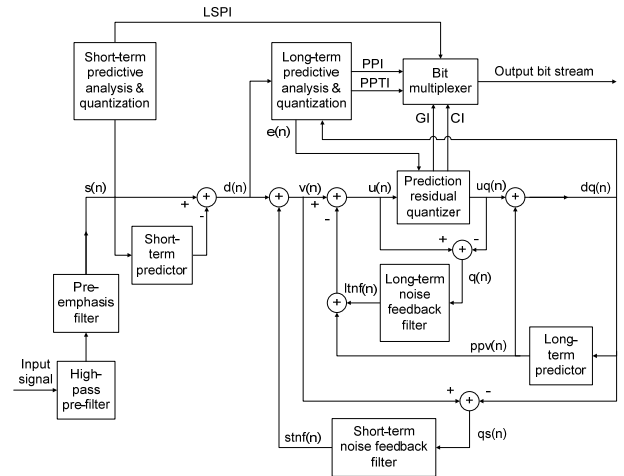 LSPI
Short-term
predictive
analysis &
quantization
Long-term
predictive
analysis &
quantization
PPI
PPTI
Bit
multiplexer
Output bit stream
GI
CI
e(n)
s(n)
+
-
+
d(n)
+
v(n)
+
-
+
u(n)
Prediction
residual
quantizer
uq(n)
+
dq(n)
Short-
term
predictor
+
-
+
q(n)
Pre-
emphasis
filter
ltnf(n)
+
Long-term
noise
feedback
filter
ppv(n)
Long-
term
predictor
Input
signal
High-
pass
pre-filter
+
-
+
stnf(n)
Short-term
noise feedback
filter
qs(n)